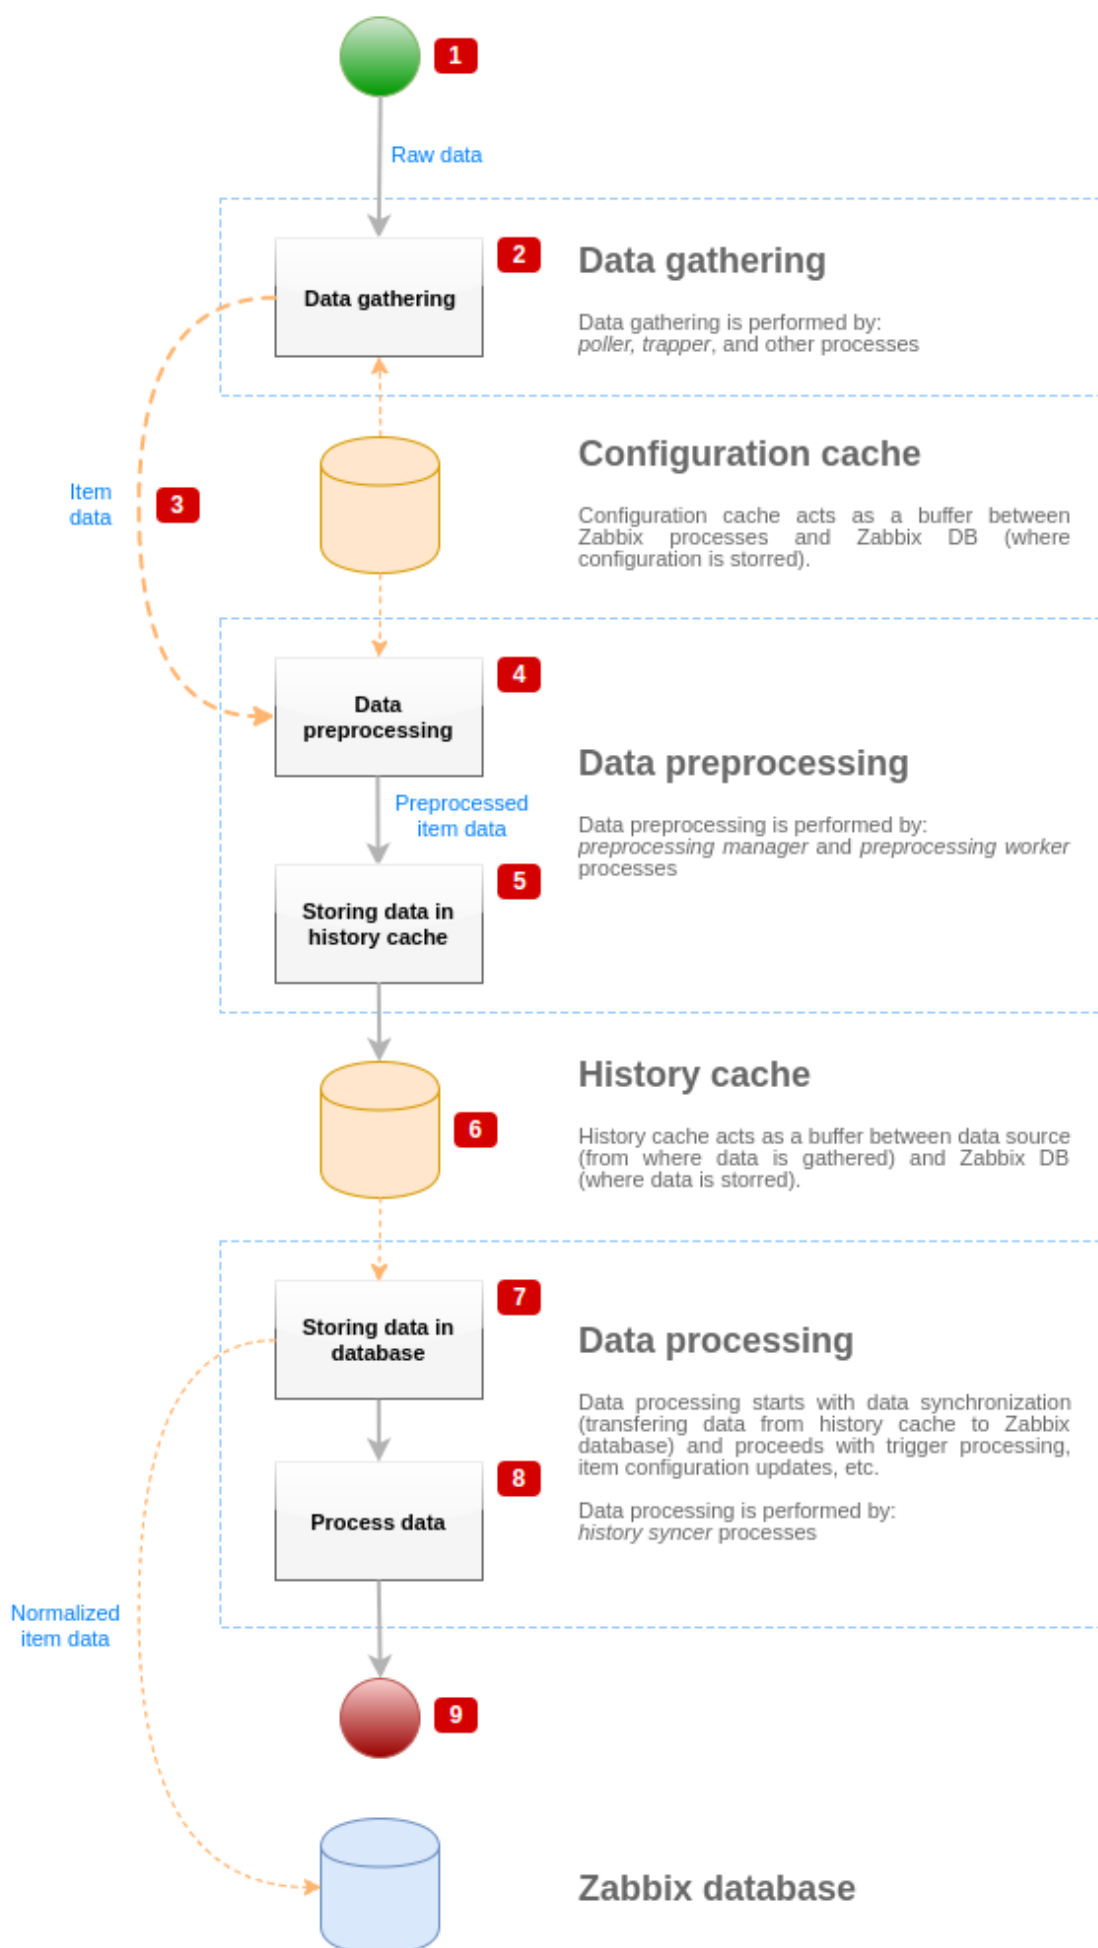 1
Raw data
2
Data gathering
Data gathering
Data gathering is performed by:
poller, trapper, and other processes
Configuration cache
Item
data
3
Configuration cache acts as a buffer between
Zabbix processes and Zabbix DB (where
configuration is storred).
4
Data
preprocessing
Data preprocessing
Preprocessed
item data
Data preprocessing is performed by:
preprocessing manager and preprocessing worker
processes
5
Storing data in
history cache
History cache
6
History cache acts as a buffer between data source
(from where data is gathered) and Zabbix DB
(where data is storred).
7
Storing data in
database
Data processing
Data processing starts with data synchronization
(transfering data from history cache to Zabbix
database) and proceeds with trigger processing,
item configuration updates, etc.
8
Process data
Data processing is performed by:
history syncer processes
Normalized
item data
9
Zabbix database